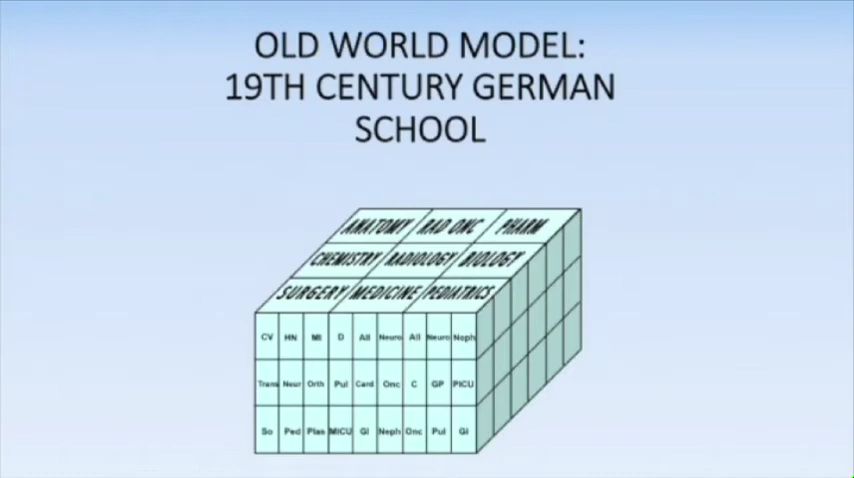 OLD WORLD MODEL:
19TH CENTURY GERMAN
SCHOOL
ANATOMY RAD ONC PHARM
CHEMISTRY RADIOLOGY BIOLOGY
SURGERY MEDICINE PEDIATRICS
CV HN MI D All Neuro All Neuro Neph
Trans Neur Orth Pul Card Onc C GP PICU
So Ped Plas MICU GI Neph Onc Pul GI